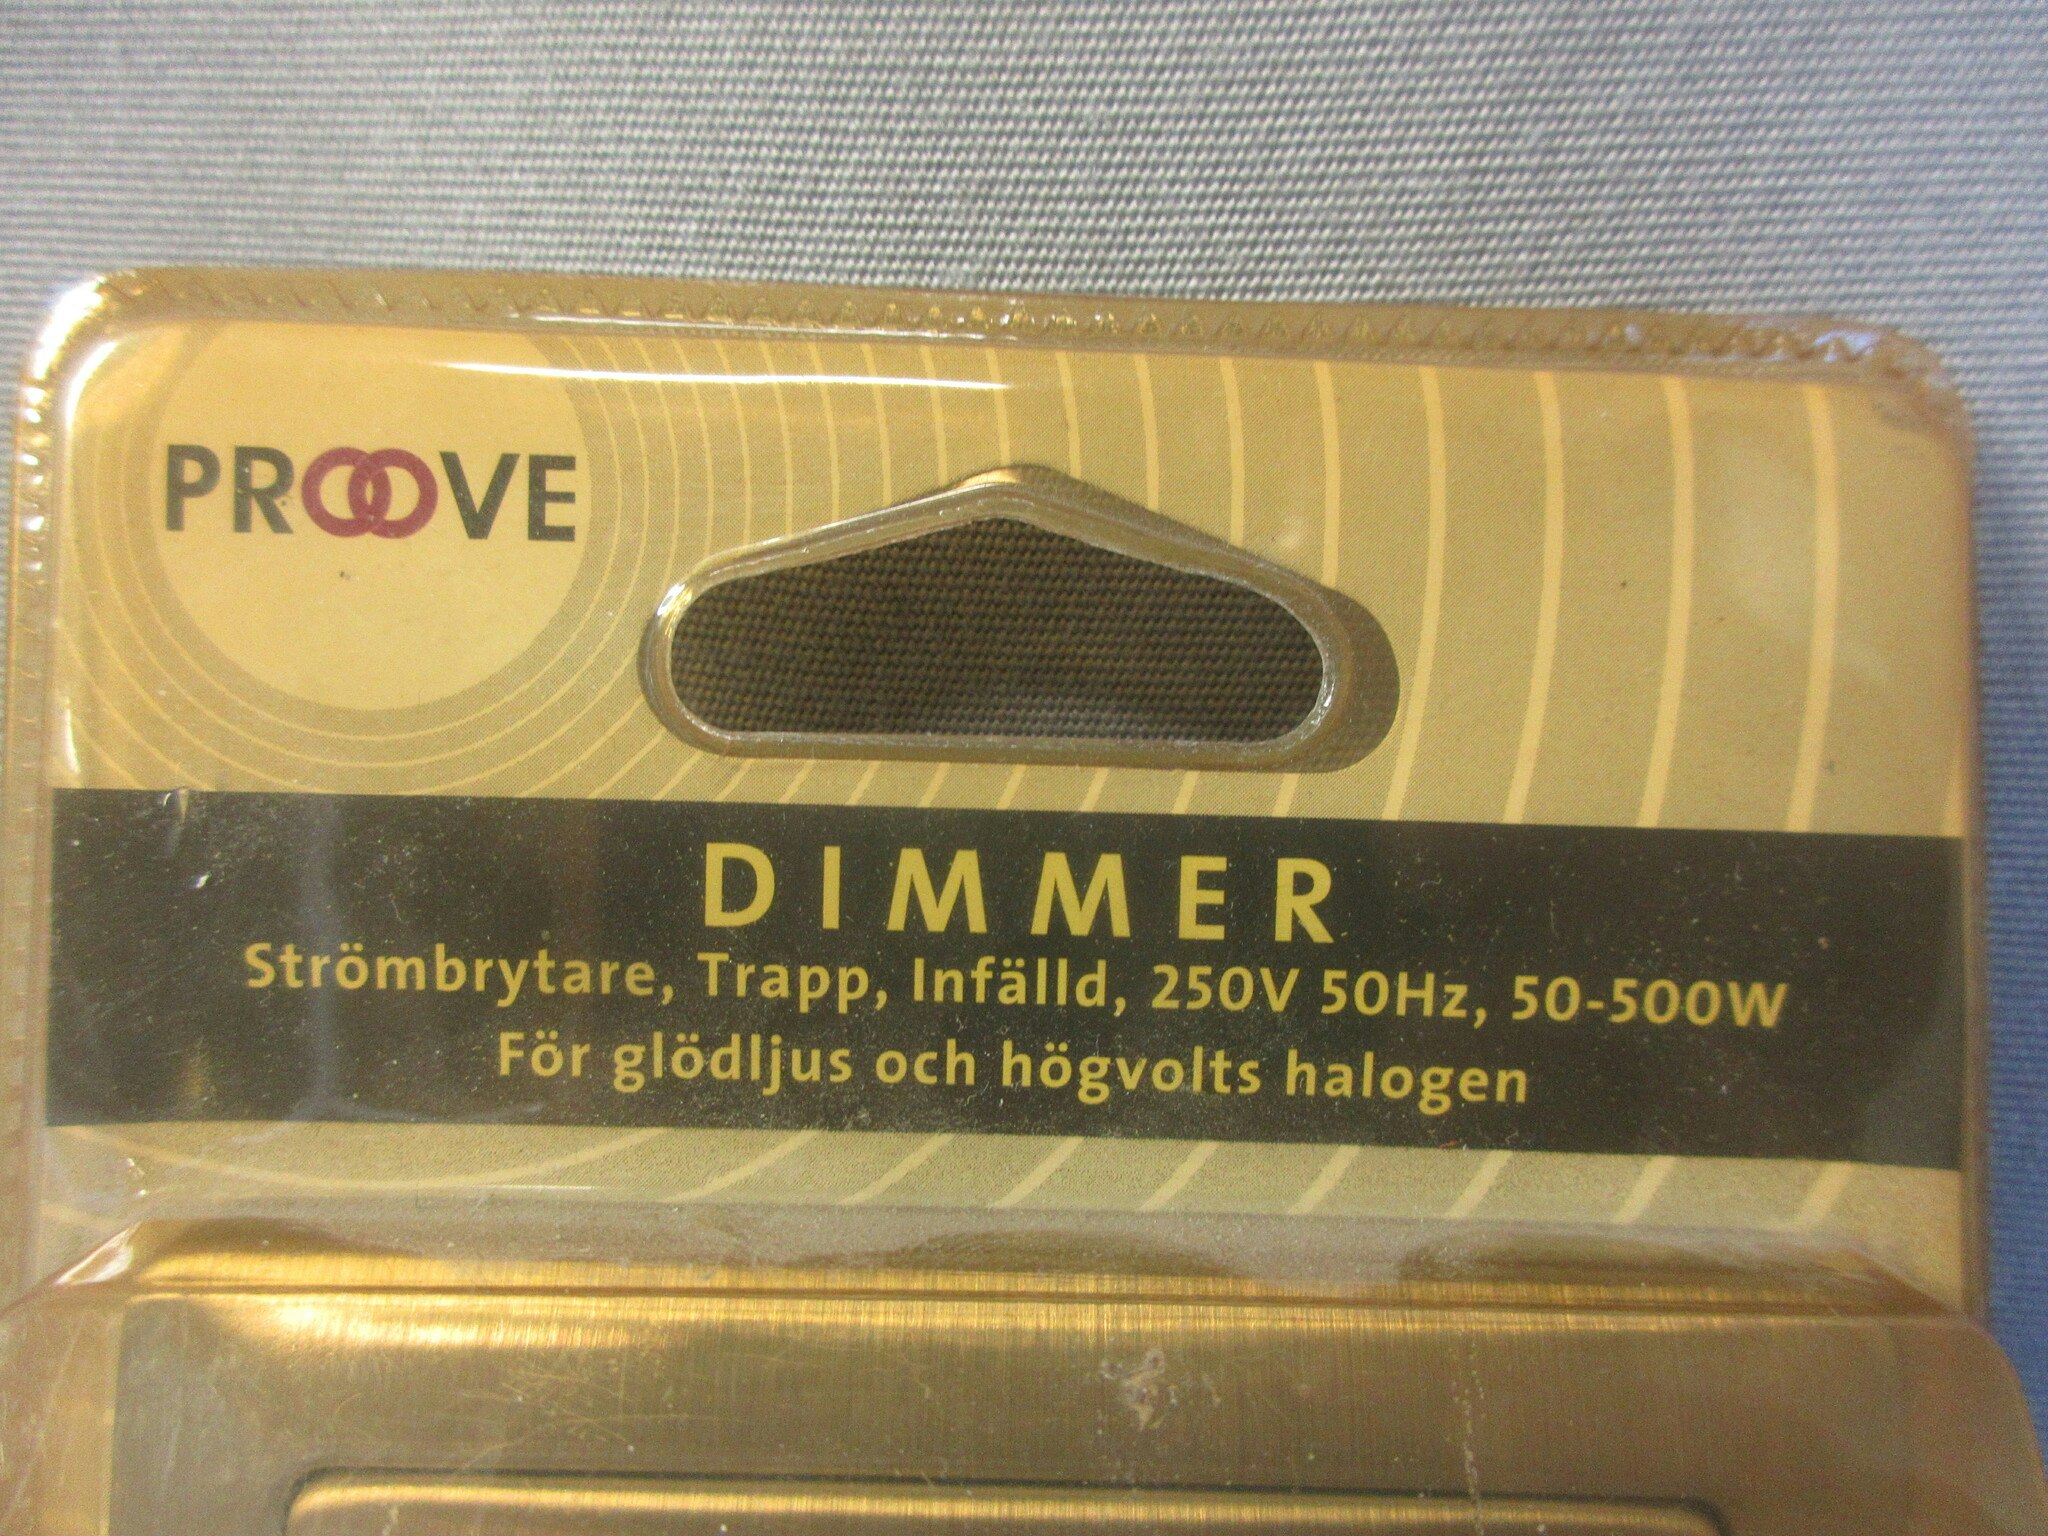 PROOVE
DIMMER
Strömbrytare, Trapp, Infälld, 250V 50Hz, 50-500W
För glödljus och högvolts halogen